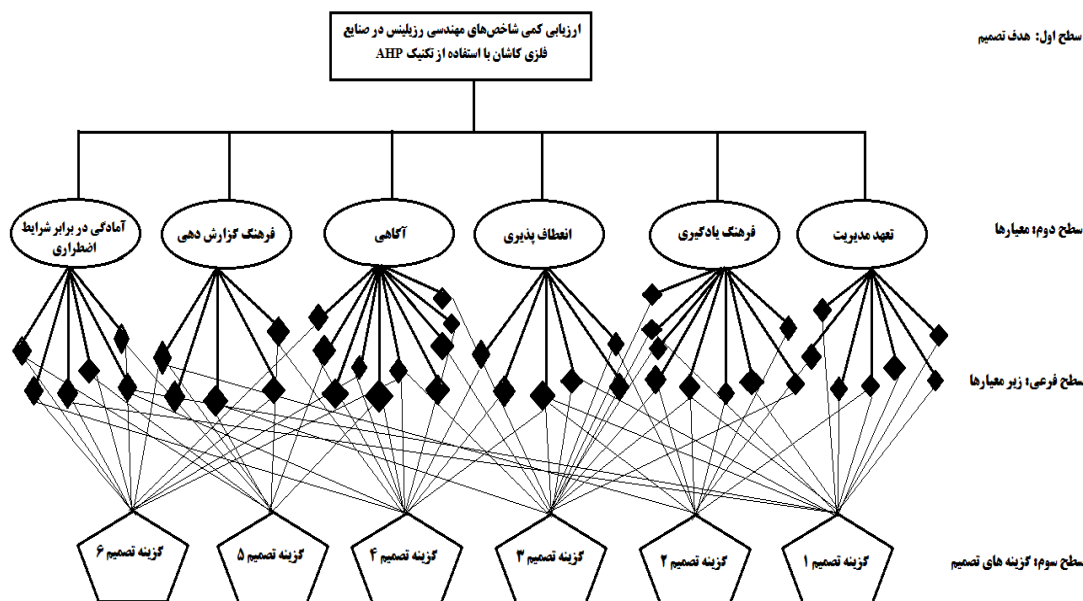 ارزیابی کمی شاخص‌های مهندسی رزیلینس در صنایع
فلزی کاشان با استفاده از تکنیک AHP
سطح اول: هدف تصمیم
سطح دوم: معیارها
تعهد مدیریت
فرهنگ یادگیری
انعطاف پذیری
آگاهی
فرهنگ گزارش دهی
آمادگی در برابر شرایط
اضطراری
سطح فرعی: زیر معیارها
سطح سوم: گزینه های تصمیم
گزینه تصمیم ۱
گزینه تصمیم ۲
گزینه تصمیم ۳
گزینه تصمیم ۴
گزینه تصمیم ۵
گزینه تصمیم ۶